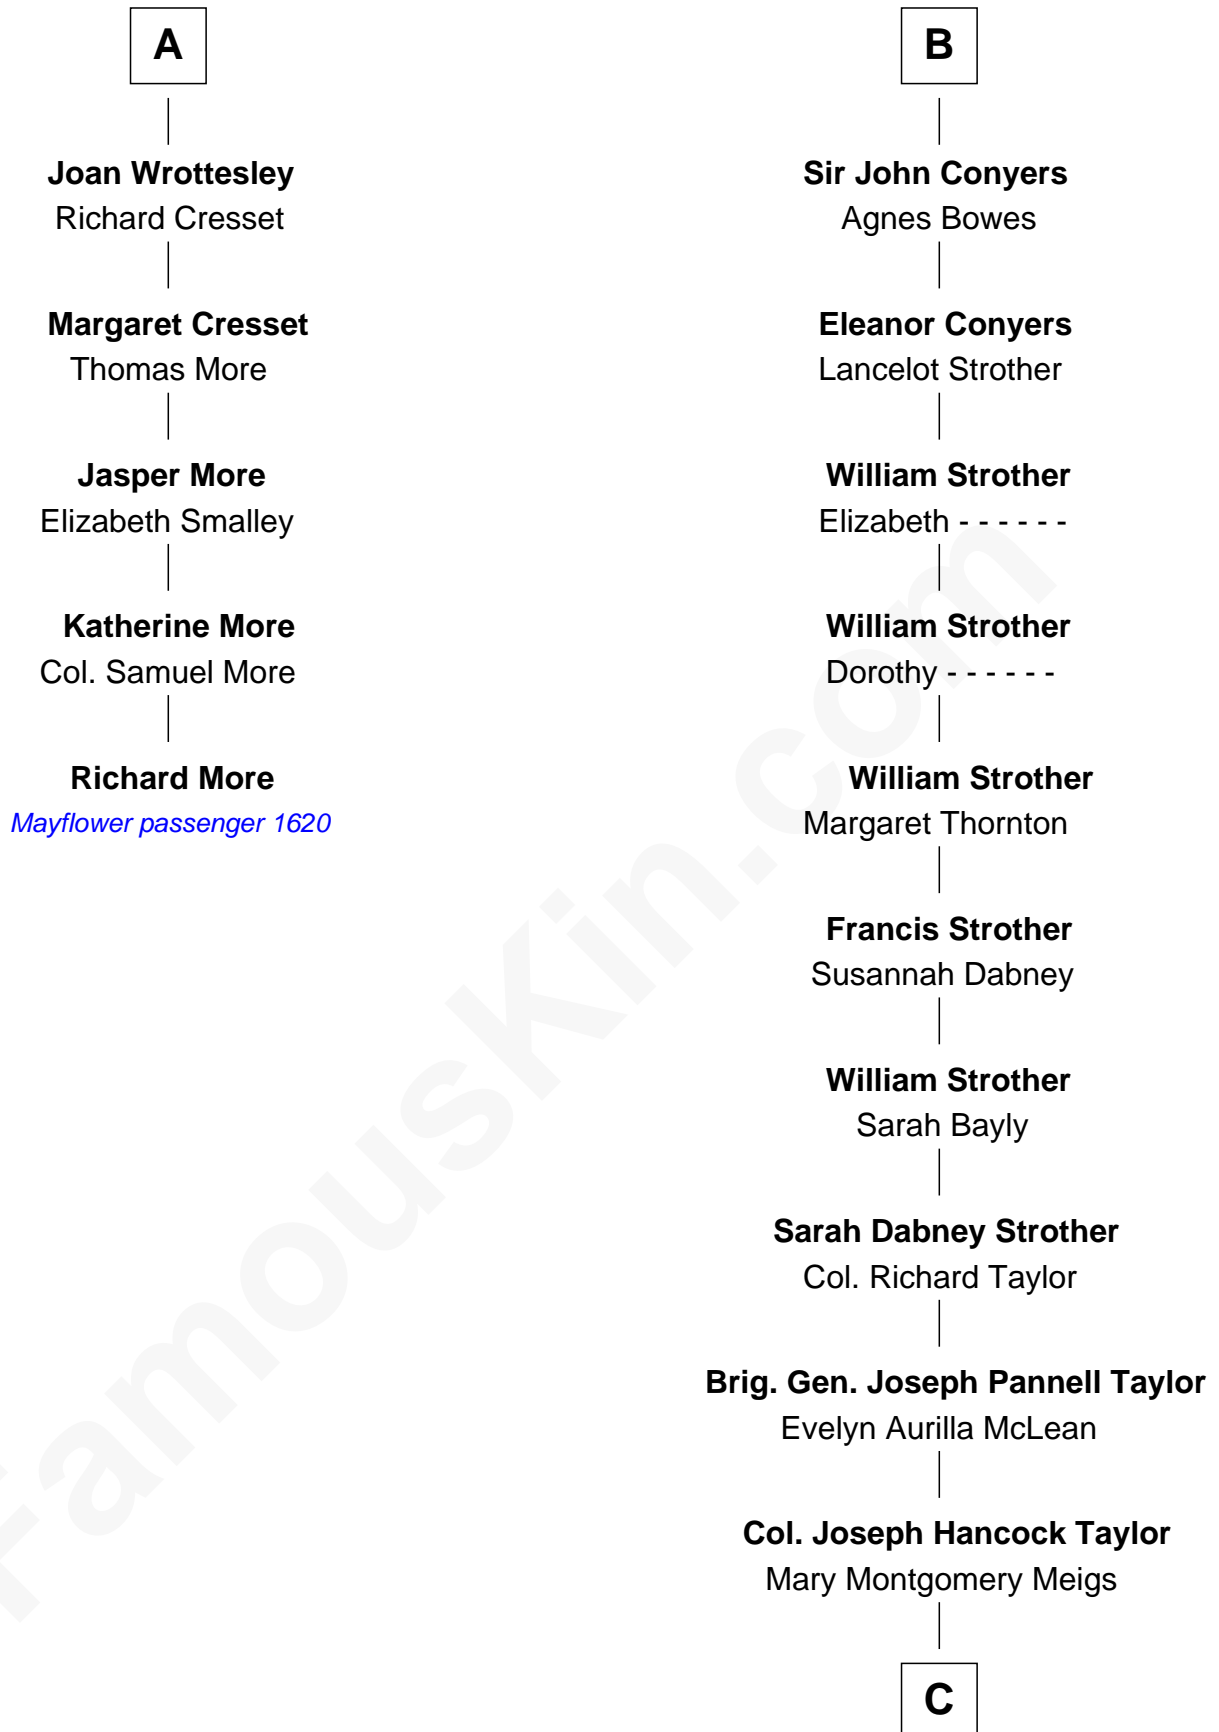 A
Joan Wrottesley
Richard Cresset
Margaret Cresset
Thomas More
Jasper More
Elizabeth Smalley
Katherine More
Col. Samuel More
Richard More
Mayflower passenger 1620
B
Sir John Conyers
Agnes Bowes
Eleanor Conyers
Lancelot Strother
William Strother
Elizabeth - - - - - -
William Strother
Dorothy - - - - - -
William Strother
Margaret Thornton
Francis Strother
Susannah Dabney
William Strother
Sarah Bayly
Sarah Dabney Strother
Col. Richard Taylor
Brig. Gen. Joseph Pannell Taylor
Evelyn Aurilla McLean
Col. Joseph Hancock Taylor
Mary Montgomery Meigs
C
FamousKin.com